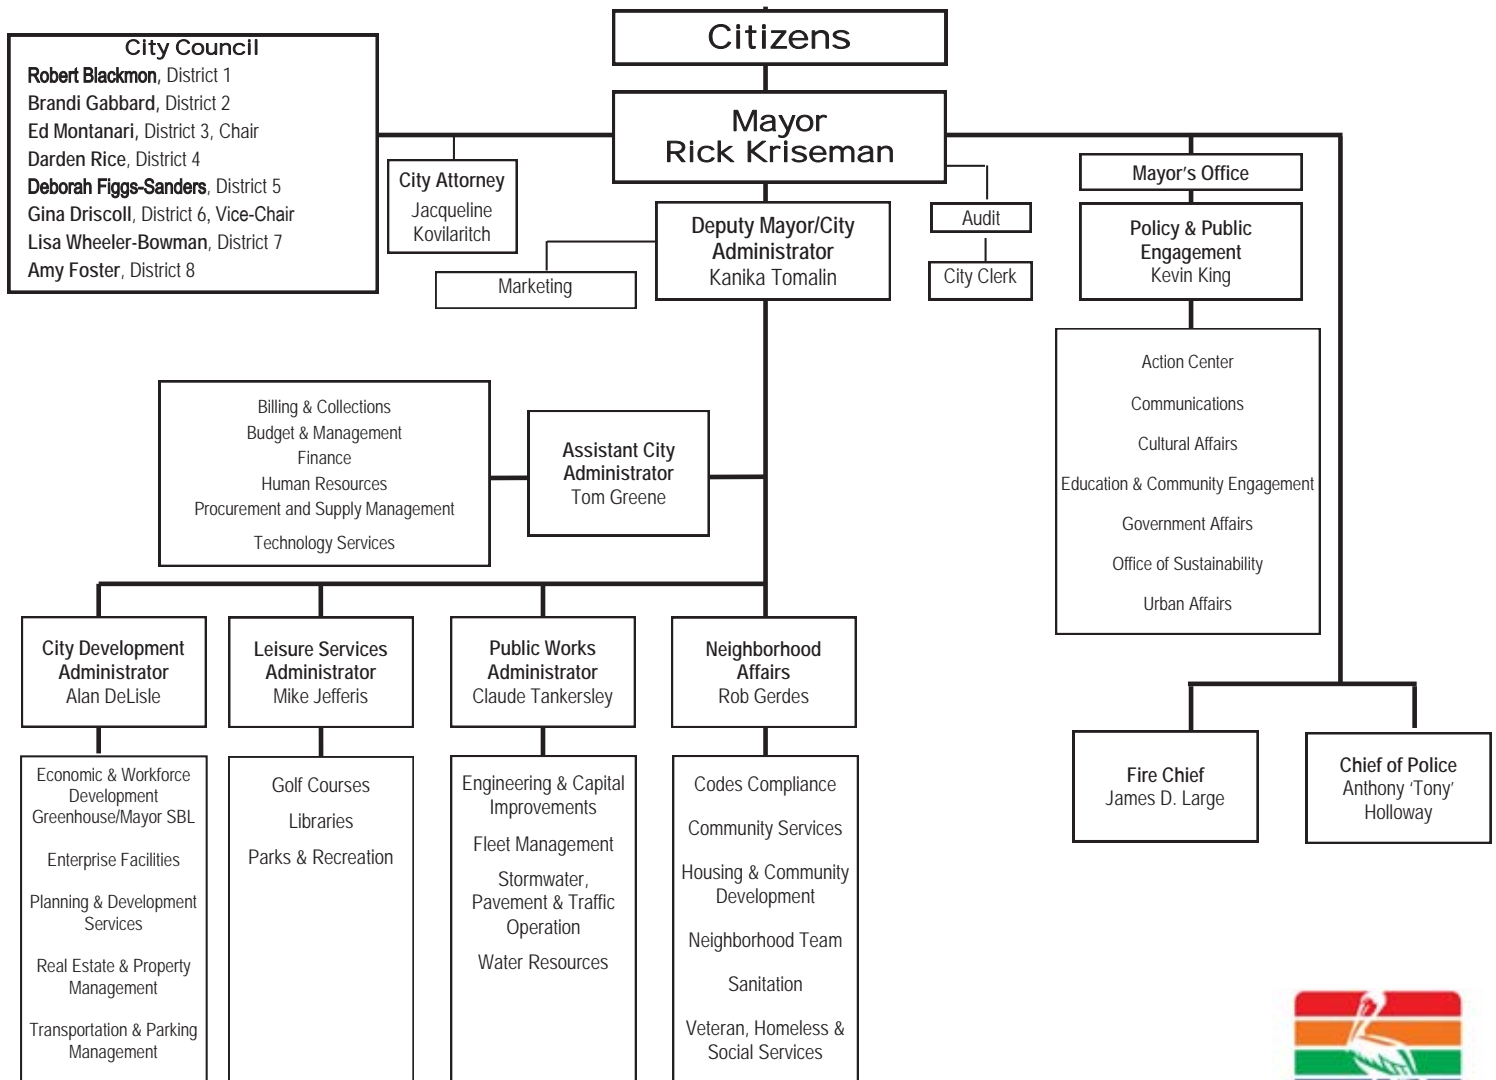 Citizens
City Council
Robert Blackmon, District 1
Brandi Gabbard, District 2
Ed Montanari, District 3, Chair
Darden Rice, District 4
Deborah Figgs-Sanders, District 5
Gina Driscoll, District 6, Vice-Chair
Lisa Wheeler-Bowman, District 7
Amy Foster, District 8
Mayor
Rick Kriseman
City Attorney
Jacqueline
Kovilaritch
Marketing
Deputy Mayor/City
Administrator
Kanika Tomalin
Audit
City Clerk
Mayor's Office
Policy & Public
Engagement
Kevin King
Action Center
Communications
Cultural Affairs
Education & Community Engagement
Government Affairs
Office of Sustainability
Urban Affairs
Billing & Collections
Budget & Management
Finance
Human Resources
Procurement and Supply Management
Technology Services
Assistant City
Administrator
Tom Greene
City Development
Administrator
Alan DeLisle
Economic & Workforce
Development
Greenhouse/Mayor SBL
Enterprise Facilities
Planning & Development
Services
Real Estate & Property
Management
Transportation & Parking
Management
Leisure Services
Administrator
Mike Jefferis
Golf Courses
Libraries
Parks & Recreation
Public Works
Administrator
Claude Tankersley
Engineering & Capital
Improvements
Fleet Management
Stormwater,
Pavement & Traffic
Operation
Water Resources
Neighborhood
Affairs
Rob Gerdes
Codes Compliance
Community Services
Housing & Community
Development
Neighborhood Team
Sanitation
Veteran, Homeless &
Social Services
Fire Chief
James D. Large
Chief of Police
Anthony 'Tony'
Holloway